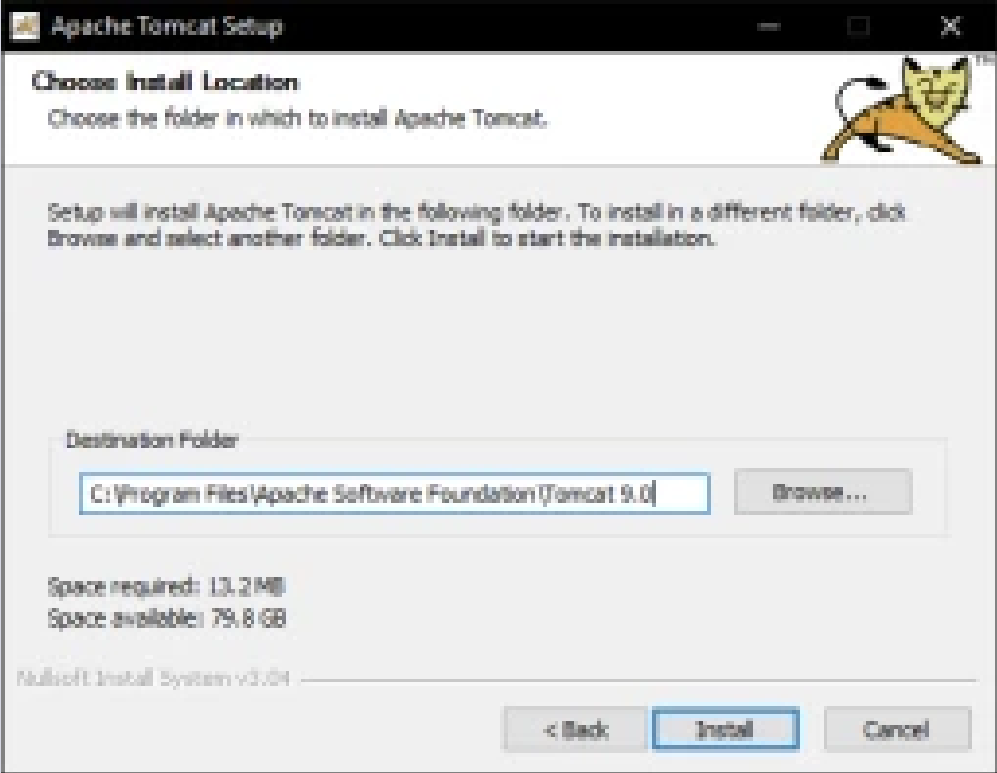 Apache Tomcat Setup
Choose Install Location
Choose the folder in which to install Apache Tomcat.
TM
Setup will install Apache Tomcat in the following folder. To install in a different folder, click
Browse and select another folder. Click Install to start the installation.
Destination Folder
C:\Program Files\Apache Software Foundation\Tomcat 9.0
Browse...
Space required: 13.2 MB
Space available: 79.8 GB
Nullsoft Install System v3.04
< Back
Install
Cancel